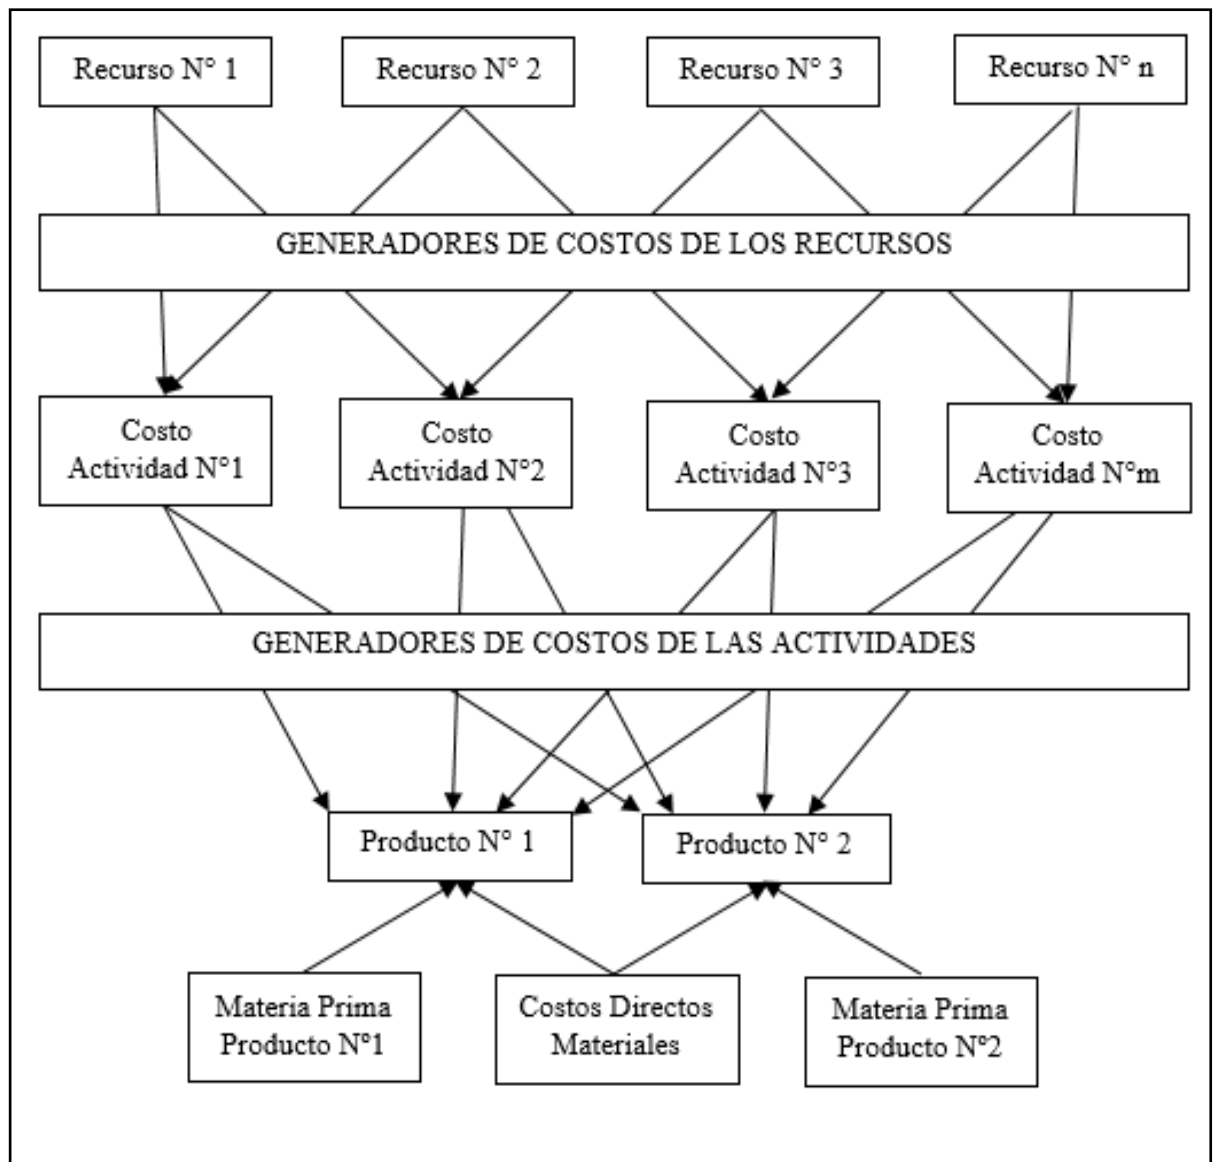 Recurso N° 1
Recurso N° 2
Recurso N° 3
Recurso N° n
GENERADORES DE COSTOS DE LOS RECURSOS
Costo
Actividad N°1
Costo
Actividad N°2
Costo
Actividad N°3
Costo
Actividad N°m
GENERADORES DE COSTOS DE LAS ACTIVIDADES
Producto N° 1
Producto N° 2
Materia Prima
Producto Nº1
Costos Directos
Materiales
Materia Prima
Producto Nº2